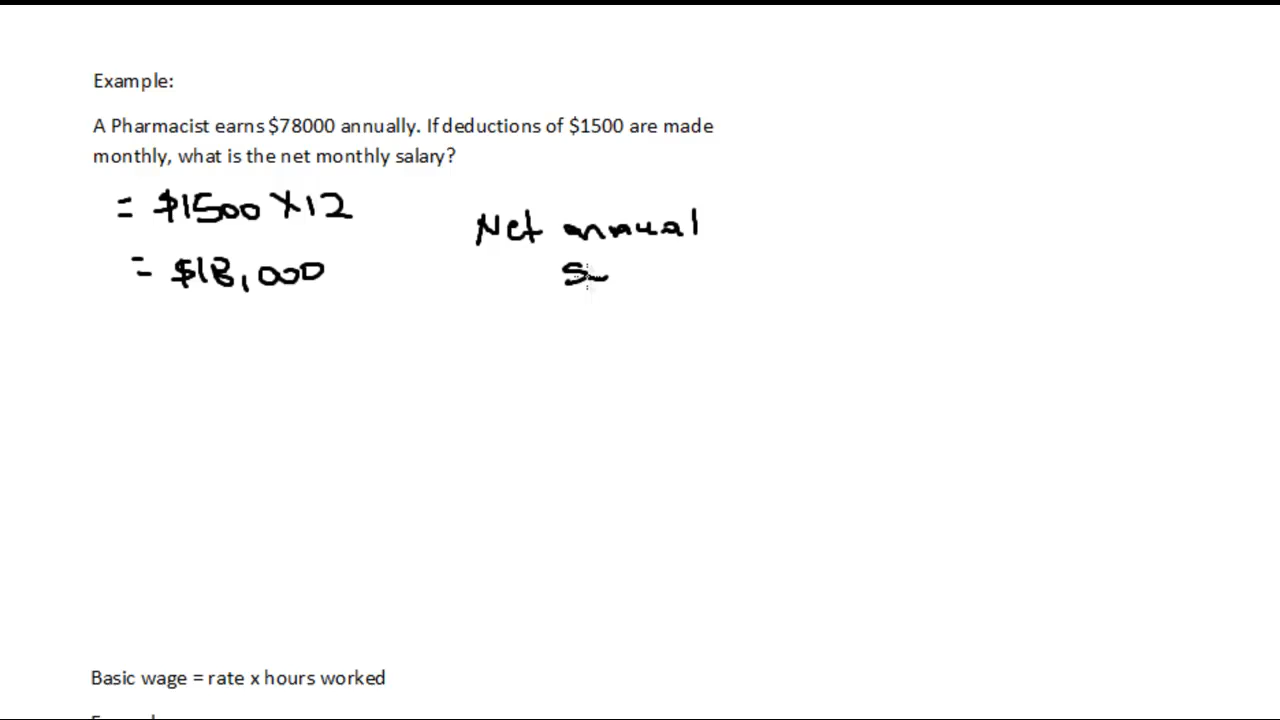 Example:
A Pharmacist earns $78000 annually. If deductions of $1500 are made
monthly, what is the net monthly salary?
= $1500 X 12
= $18,000
Net annual
Basic wage = rate x hours worked